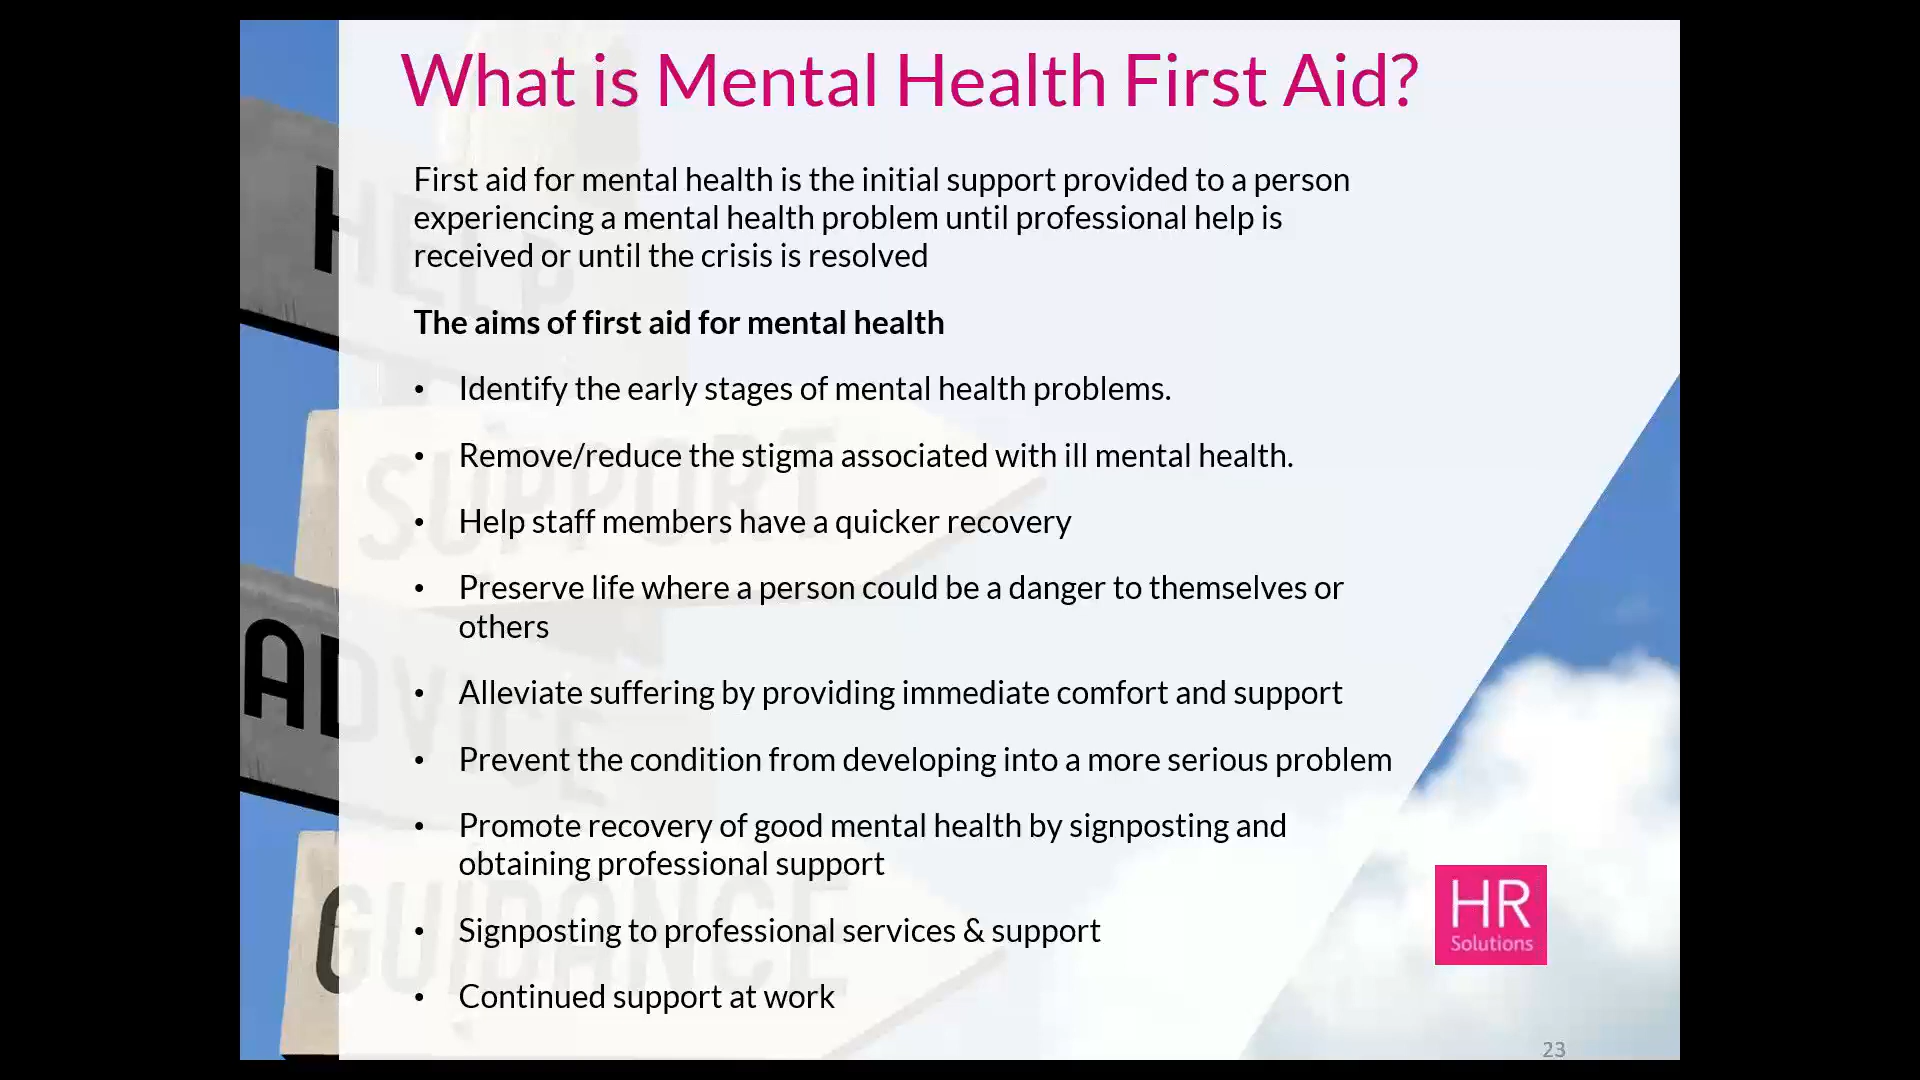 What is Mental Health First Aid?
First aid for mental health is the initial support provided to a person
experiencing a mental health problem until professional help is
received or until the crisis is resolved
The aims of first aid for mental health
• Identify the early stages of mental health problems.
• Remove/reduce the stigma associated with ill mental health.
• Help staff members have a quicker recovery
• Preserve life where a person could be a danger to themselves or
others
• Alleviate suffering by providing immediate comfort and support
• Prevent the condition from developing into a more serious problem
• Promote recovery of good mental health by signposting and
obtaining professional support
• Signposting to professional services & support
• Continued support at work
HELP
SUPPORT
ADVICE
GUIDANCE
HR
Solutions
23